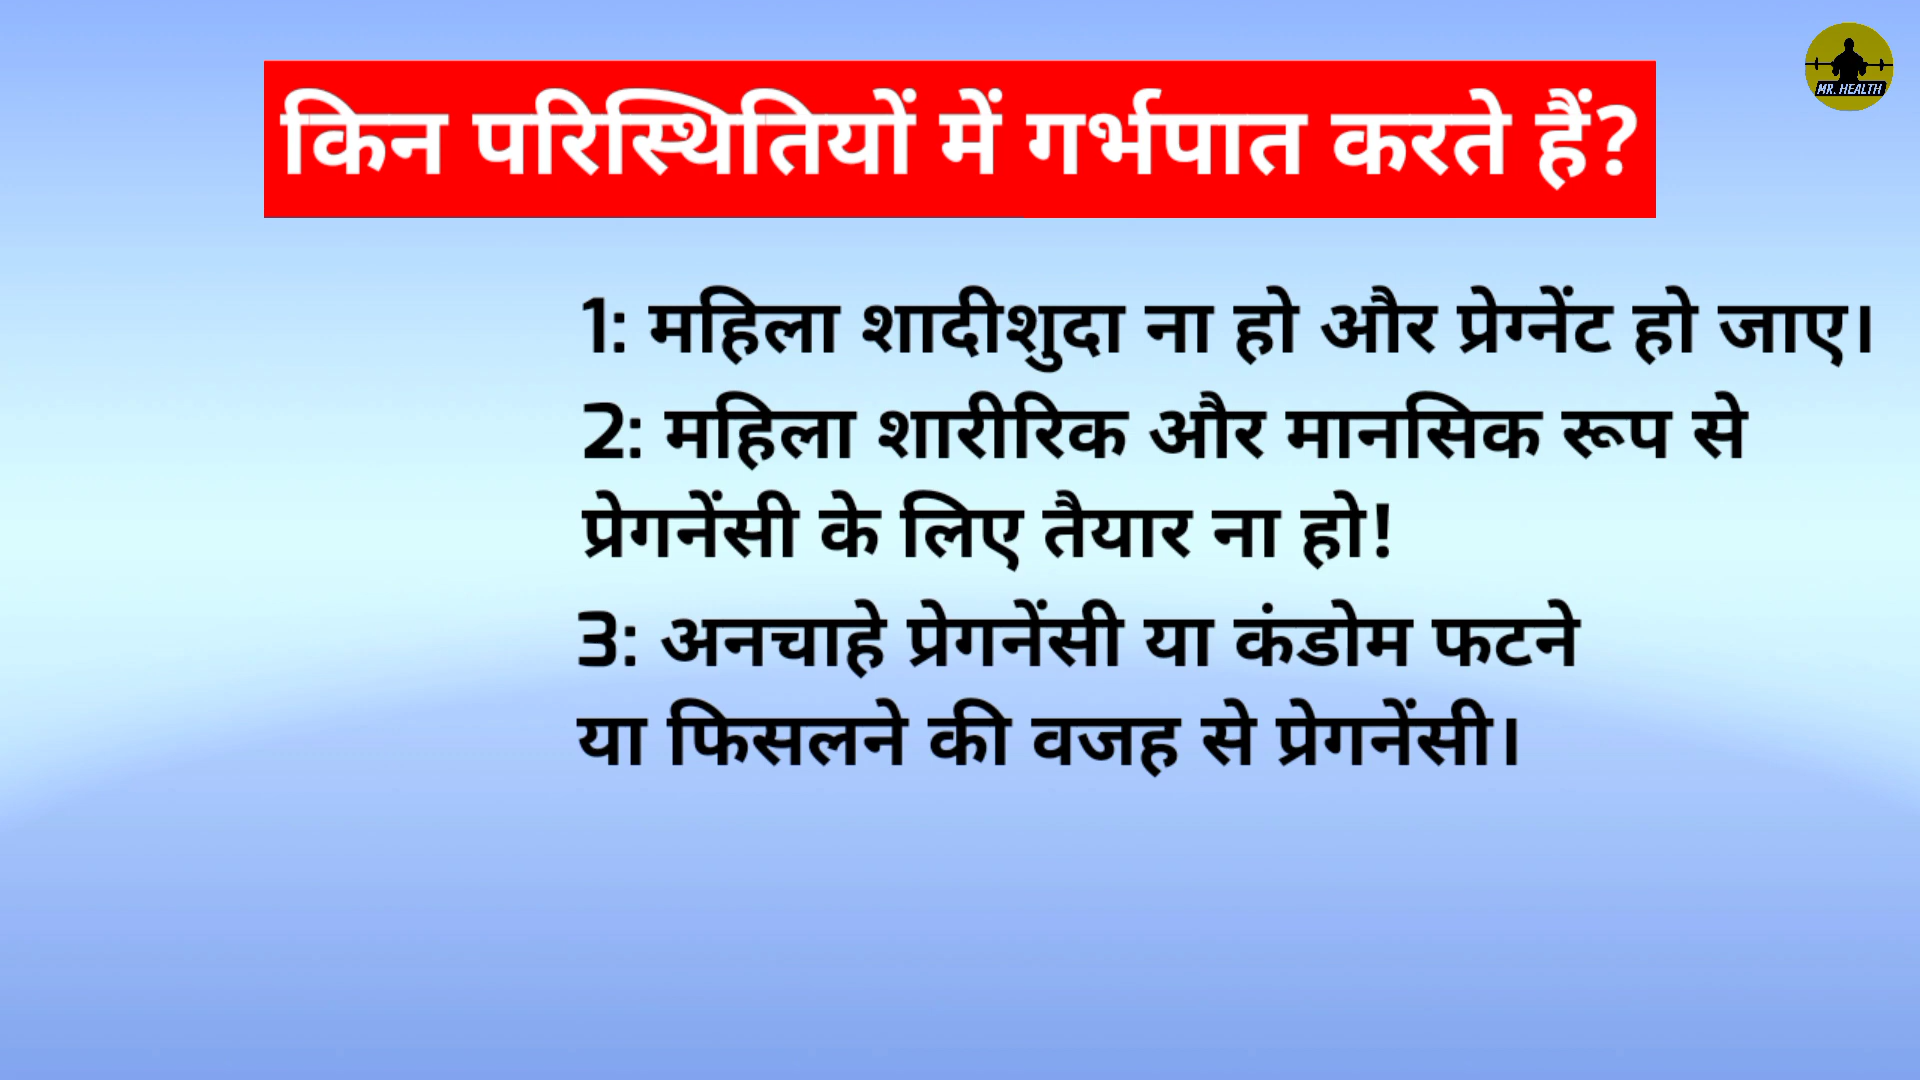 किन परिस्थितियों में गर्भपात करते हैं?
MR. HEALTH
1: महिला शादीशुदा ना हो और प्रेग्नेंट हो जाए।
2: महिला शारीरिक और मानसिक रूप से
प्रेगनेंसी के लिए तैयार ना हो!
3: अनचाहे प्रेगनेंसी या कंडोम फटने
या फिसलने की वजह से प्रेगनेंसी।